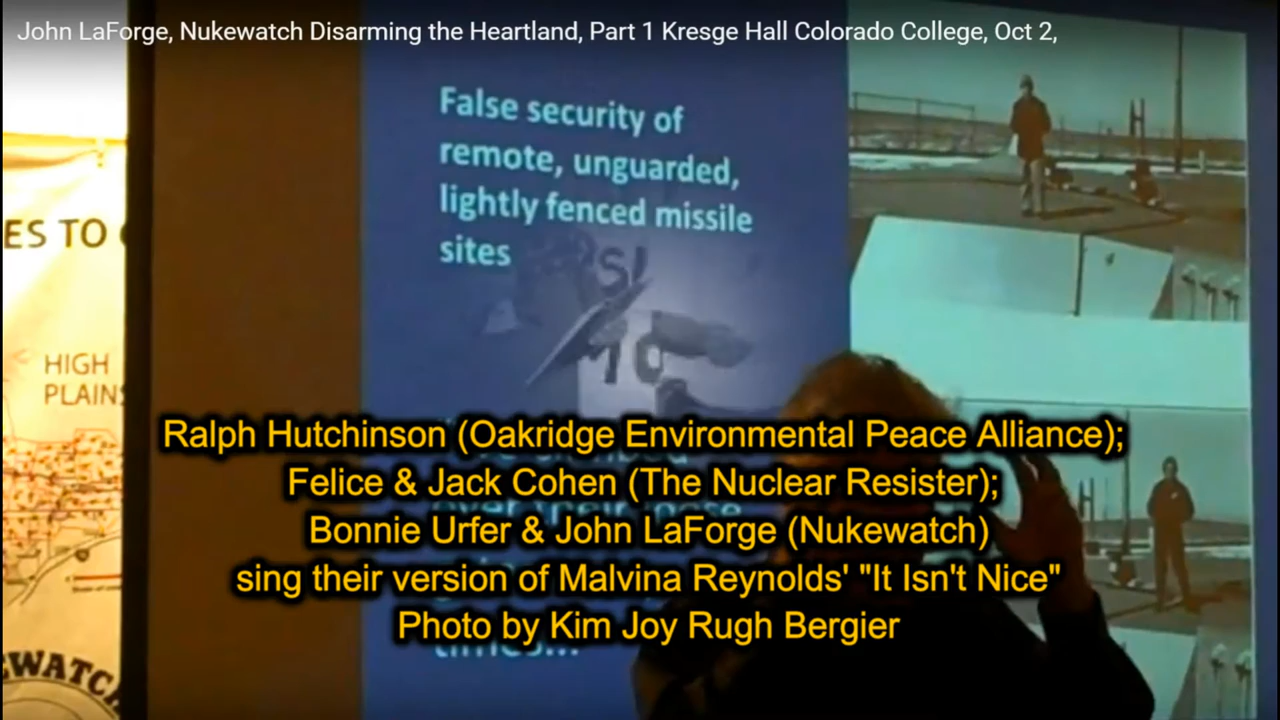 John LaForge, Nukewatch Disarming the Heartland, Part 1 Kresge Hall Colorado College, Oct 2,
False security of
remote, unguarded,
lightly fenced missile
sites
ES TO
HIGH
PLAINS
Ralph Hutchinson (Oakridge Environmental Peace Alliance);
Felice & Jack Cohen (The Nuclear Resister);
Bonnie Urfer & John LaForge (Nukewatch)
sing their version of Malvina Reynolds' "It Isn't Nice"
Photo by Kim Joy Rugh Bergier
times...
EWATC